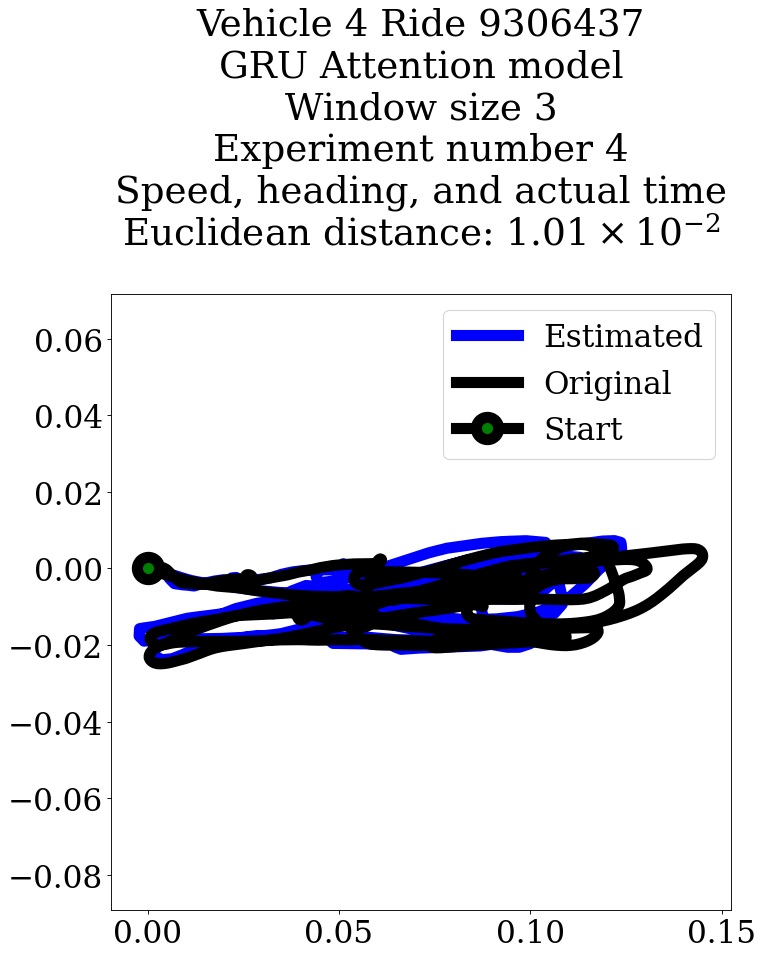 Vehicle 4 Ride 9306437
GRU Attention model
Window size 3
Experiment number 4
Speed, heading, and actual time
Euclidean distance: 1.01 × 10⁻²
Estimated
Original
Start
0.06
0.04
0.02
0.00
−0.02
−0.04
−0.06
−0.08
0.00 0.05 0.10 0.15